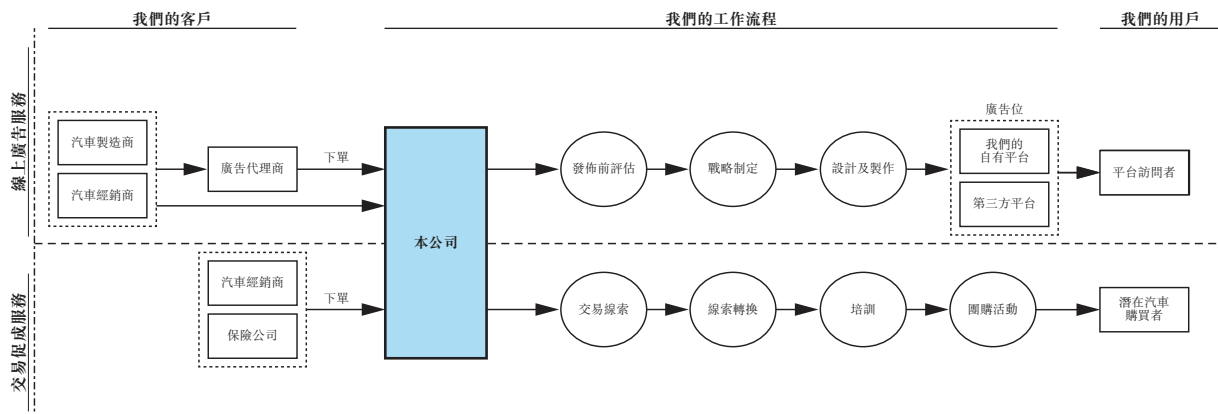 我們的客戶
我們的工作流程
我們的用戶
線上廣告服務
汽車製造商
汽車經銷商
廣告代理商
下單
本公司
發佈前評估
戰略制定
設計及製作
廣告位
我們的
自有平台
第三方平台
平台訪問者
交易促成服務
汽車經銷商
保險公司
下單
交易線索
線索轉換
培訓
團購活動
潛在汽車
購買者